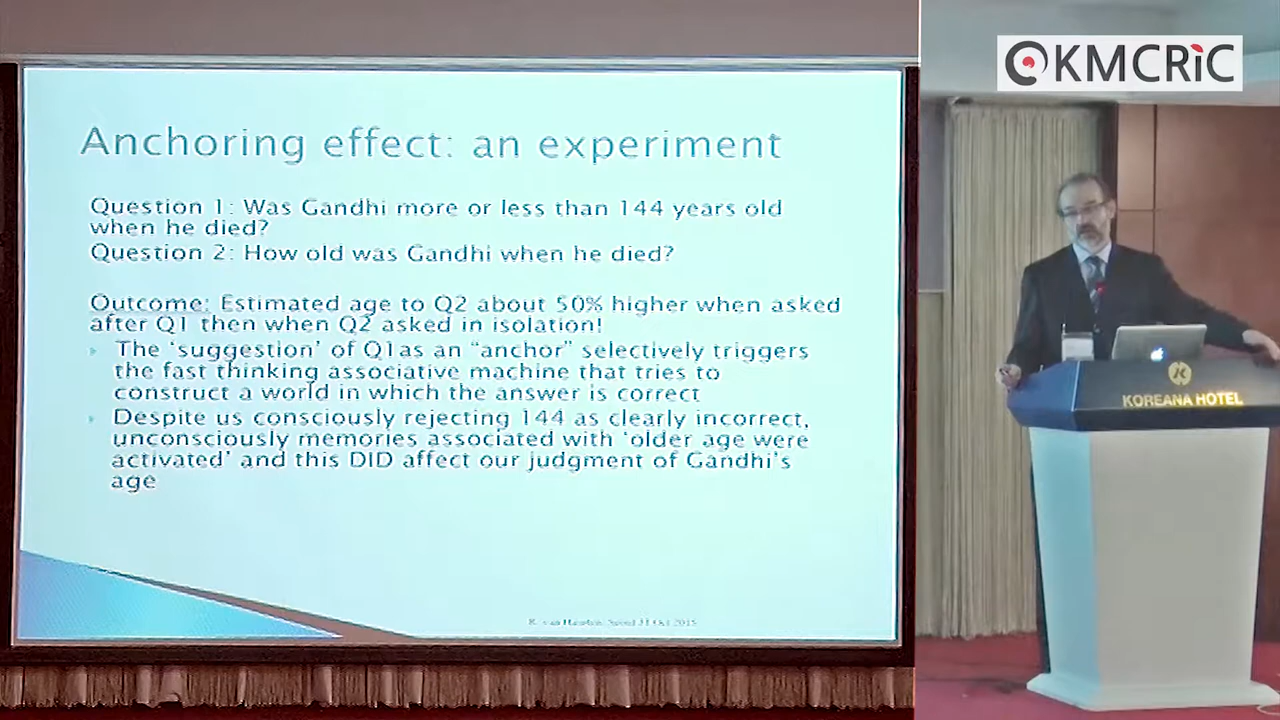 KMCRiC
Anchoring effect: an experiment
Question 1: Was Gandhi more or less than 144 years old
when he died?
Question 2: How old was Gandhi when he died?
Outcome: Estimated age to Q2 about 50% higher when asked
after Q1 then when Q2 asked in isolation!
The ‘suggestion’ of Q1as an “anchor” selectively triggers
the fast thinking associative machine that tries to
construct a world in which the answer is correct
Despite us consciously rejecting 144 as clearly incorrect,
unconsciously memories associated with ‘older age were
activated’ and this DID affect our judgment of Gandhi’s
age
R. van
2015
K
KOREANA HOTEL